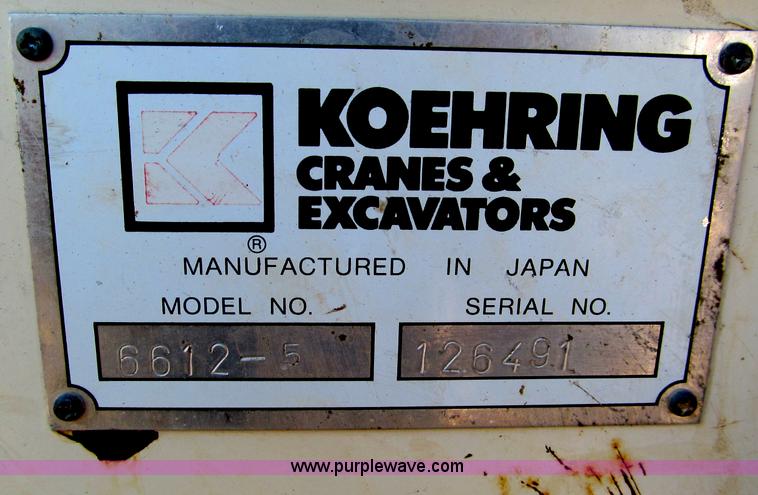 KOEHRING
CRANES &
EXCAVATORS
®
MANUFACTURED IN JAPAN
MODEL NO. SERIAL NO.
6612-5 126491
www.purplewave.com